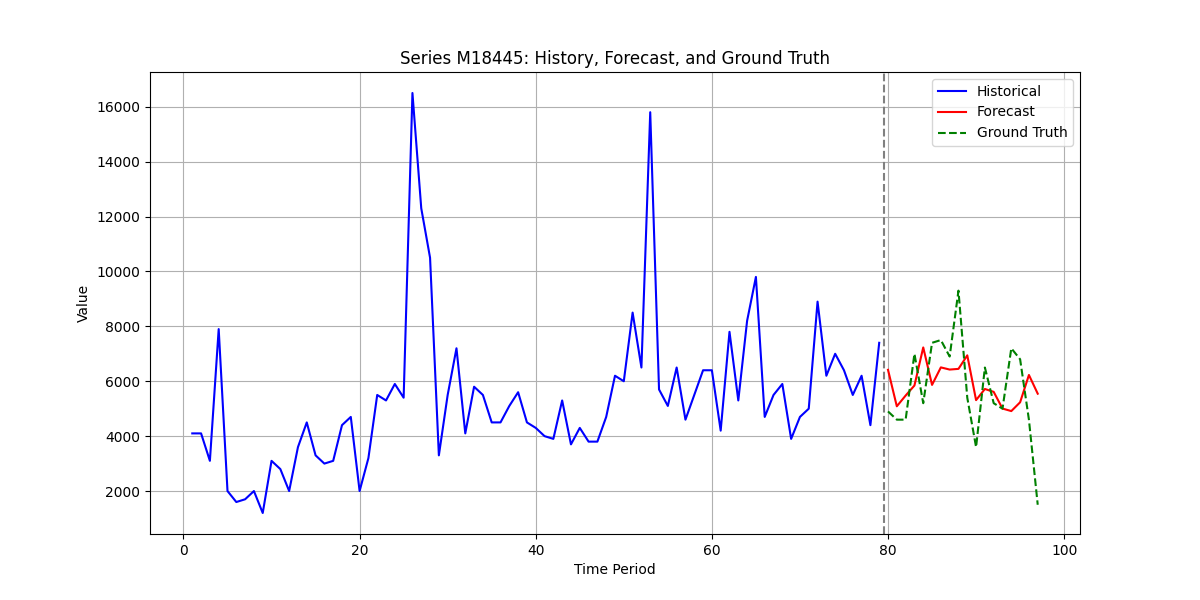 Series M18445: History, Forecast, and Ground Truth
Historical
Forecast
Ground Truth
16000
14000
12000
10000
8000
6000
4000
2000
Value
0
20
40
60
80
100
Time Period